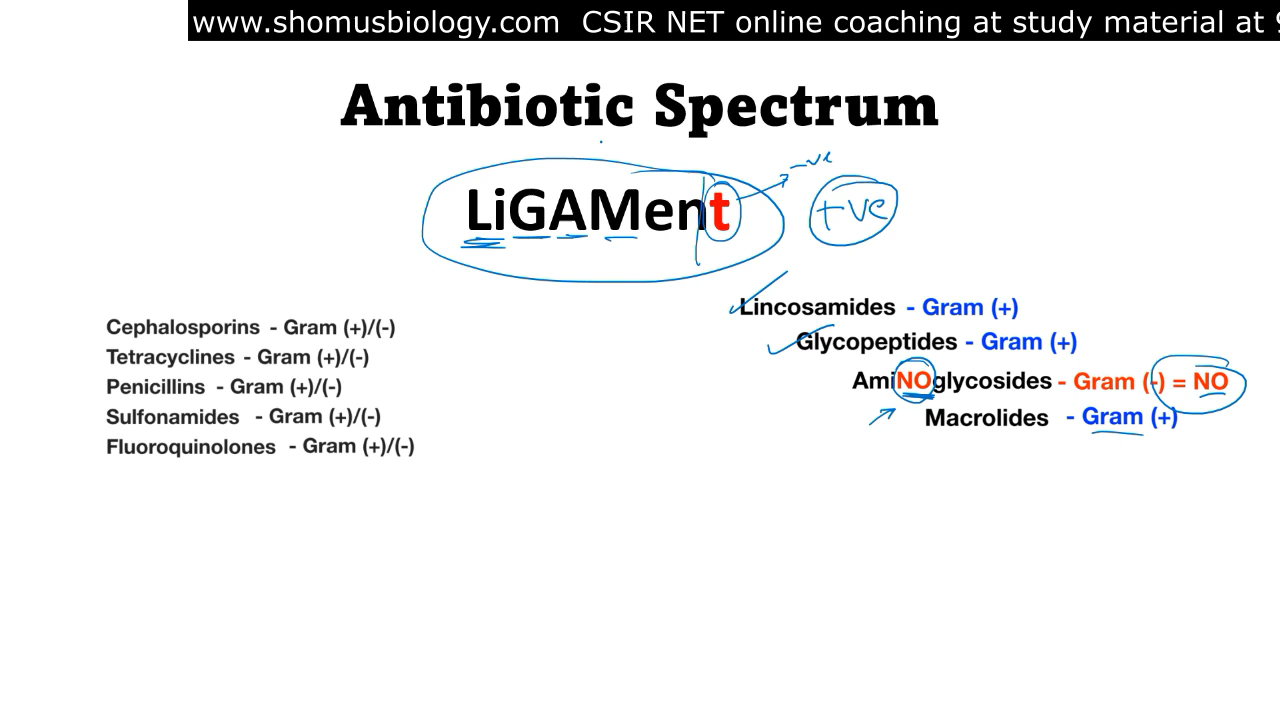 www.shomusbiology.com CSIR NET online coaching at study material at
Antibiotic Spectrum
LiGAMent
-ve
+ve
Cephalosporins - Gram (+)/(-)
Tetracyclines - Gram (+)/(-)
Penicillins - Gram (+)/(-)
Sulfonamides - Gram (+)/(-)
Fluoroquinolones - Gram (+)/(-)
Lincosamides - Gram (+)
Glycopeptides - Gram (+)
AmiNOglycosides - Gram (-) = NO
Macrolides - Gram (+)